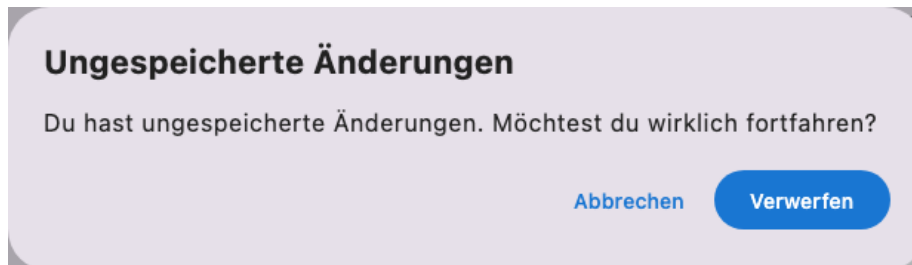 Ungespeicherte Änderungen
Du hast ungespeicherte Änderungen. Möchtest du wirklich fortfahren?
Abbrechen Verwerfen